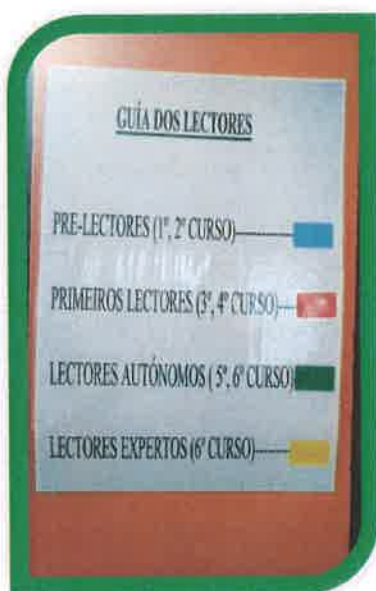 GUÍA DOS LECTORES
PRE-LECTORES (1º, 2º CURSO)
PRIMEIROS LECTORES (3º, 4º CURSO)
LECTORES AUTÓNOMOS ( 5º, 6º CURSO)
LECTORES EXPERTOS (6º CURSO)